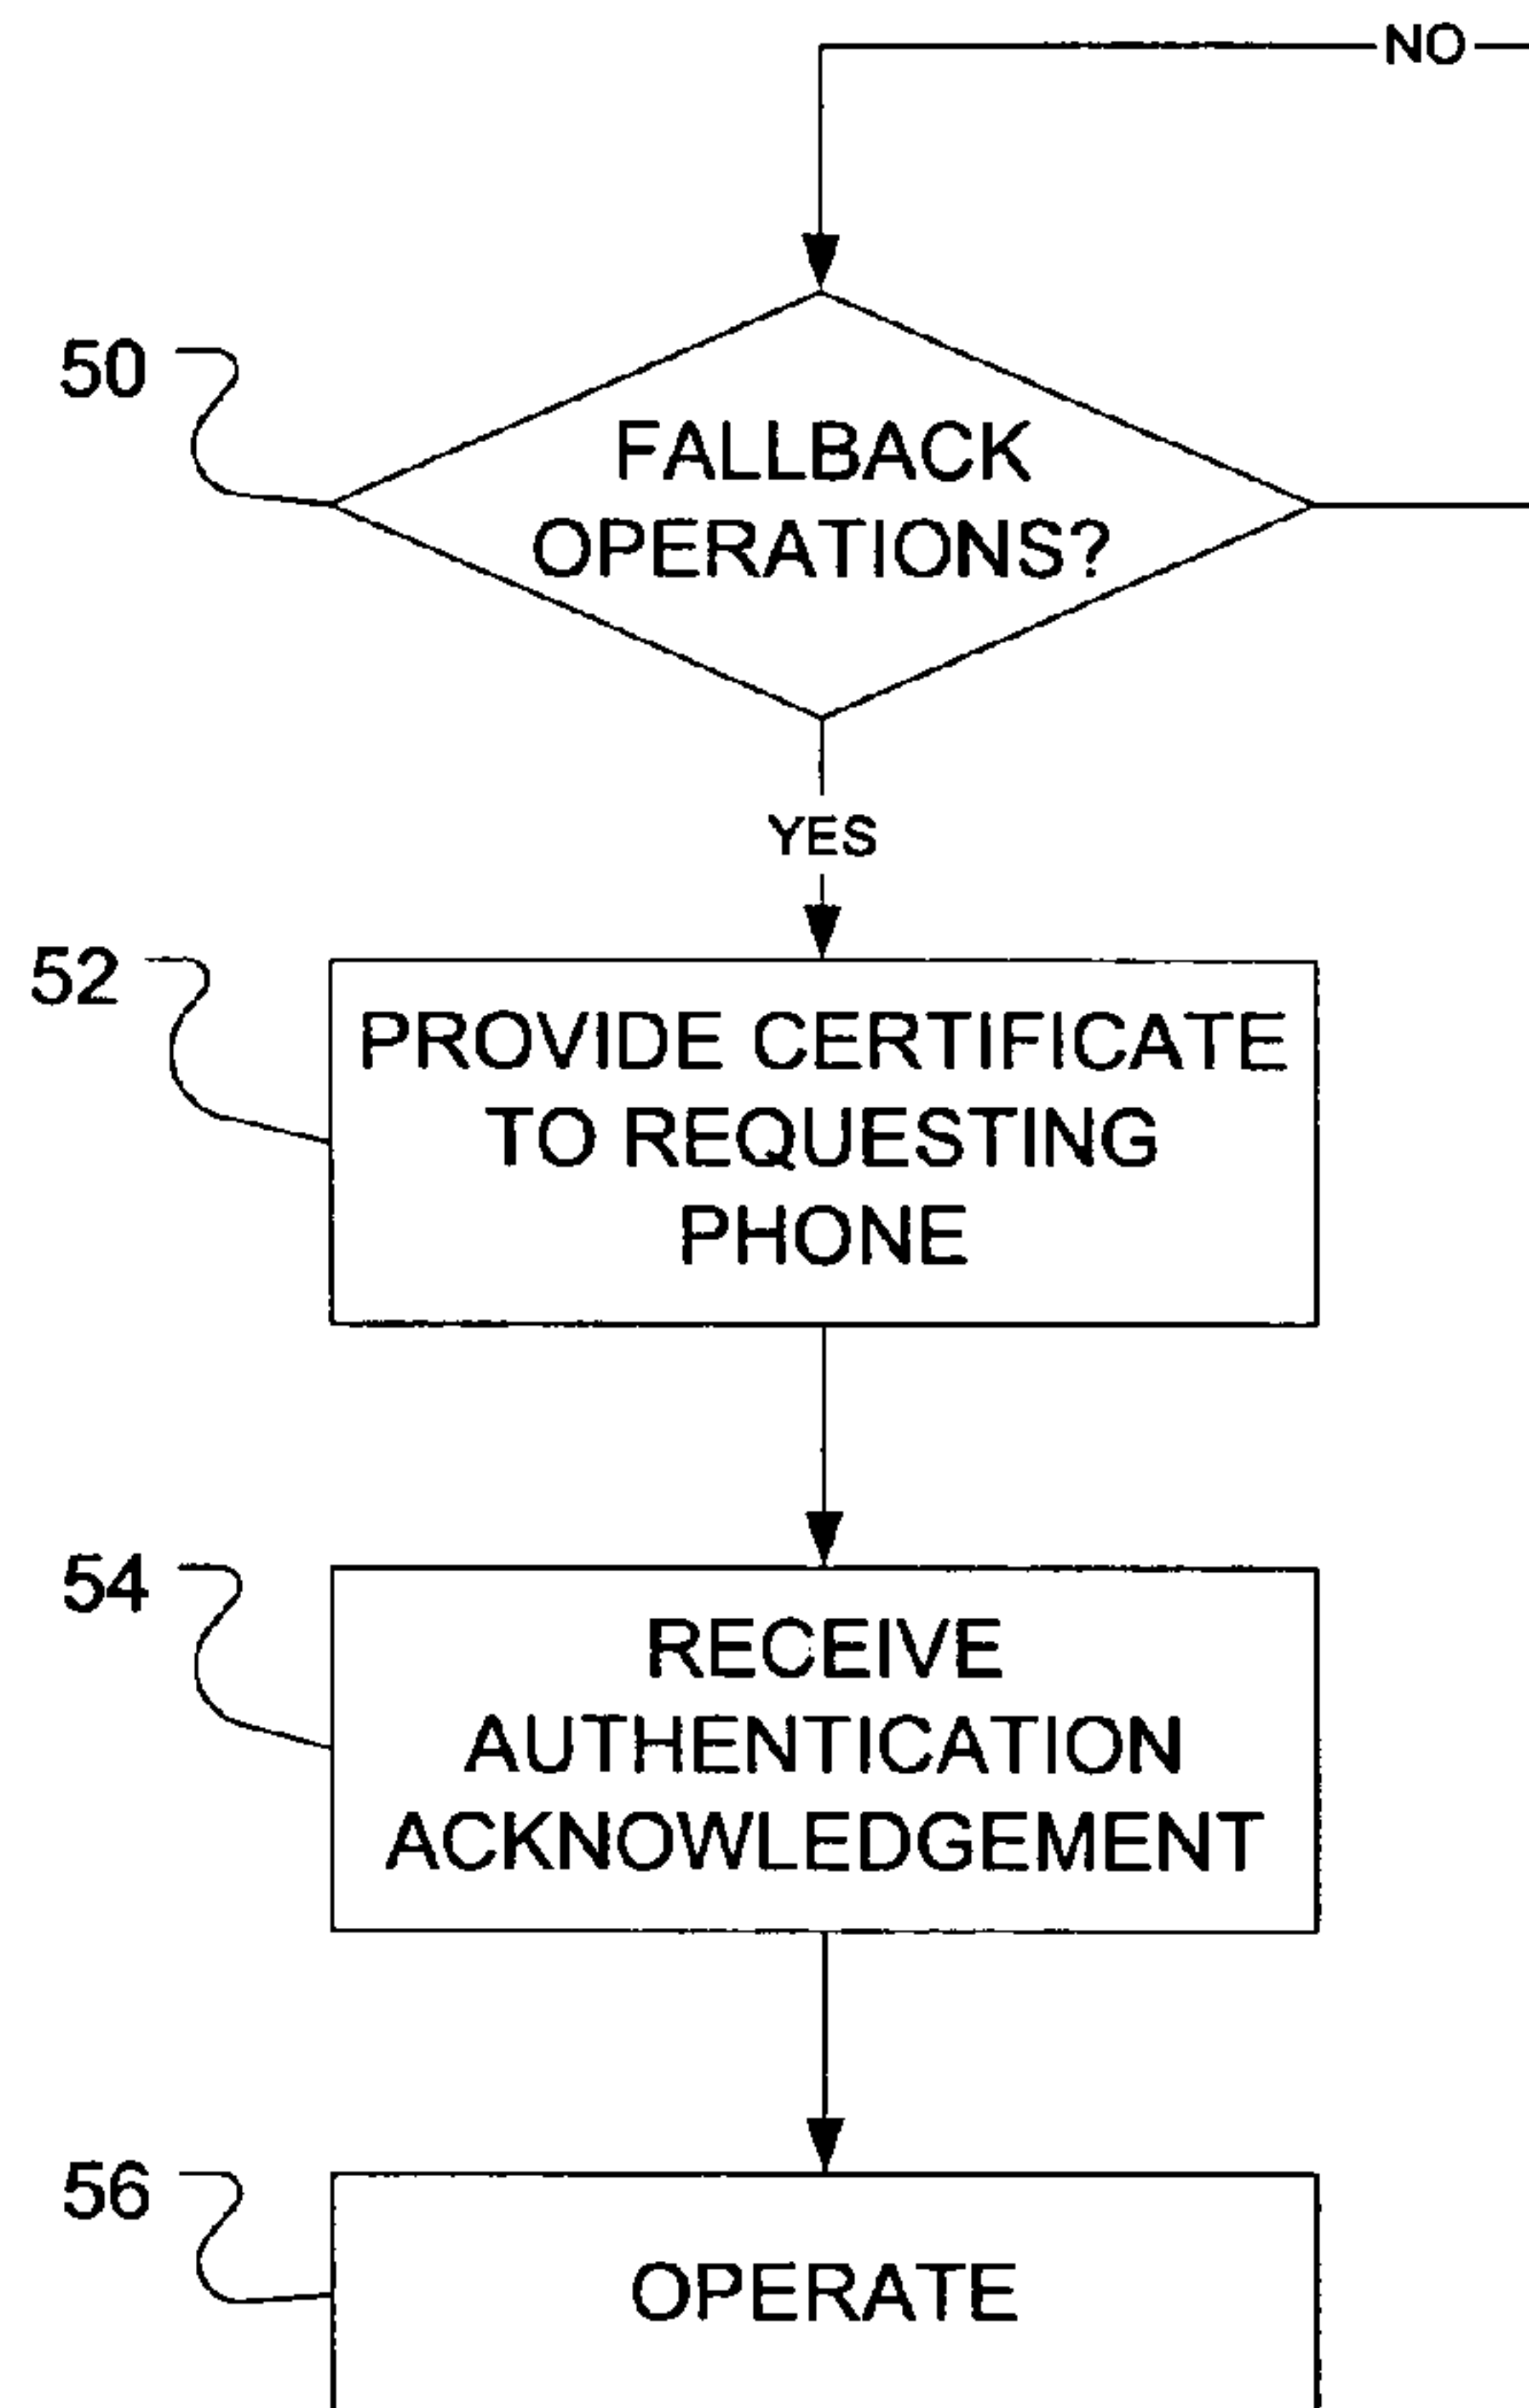 NO
50
FALLBACK
OPERATIONS?
YES
52
PROVIDE CERTIFICATE
TO REQUESTING
PHONE
54
RECEIVE
AUTHENTICATION
ACKNOWLEDGEMENT
56
OPERATE